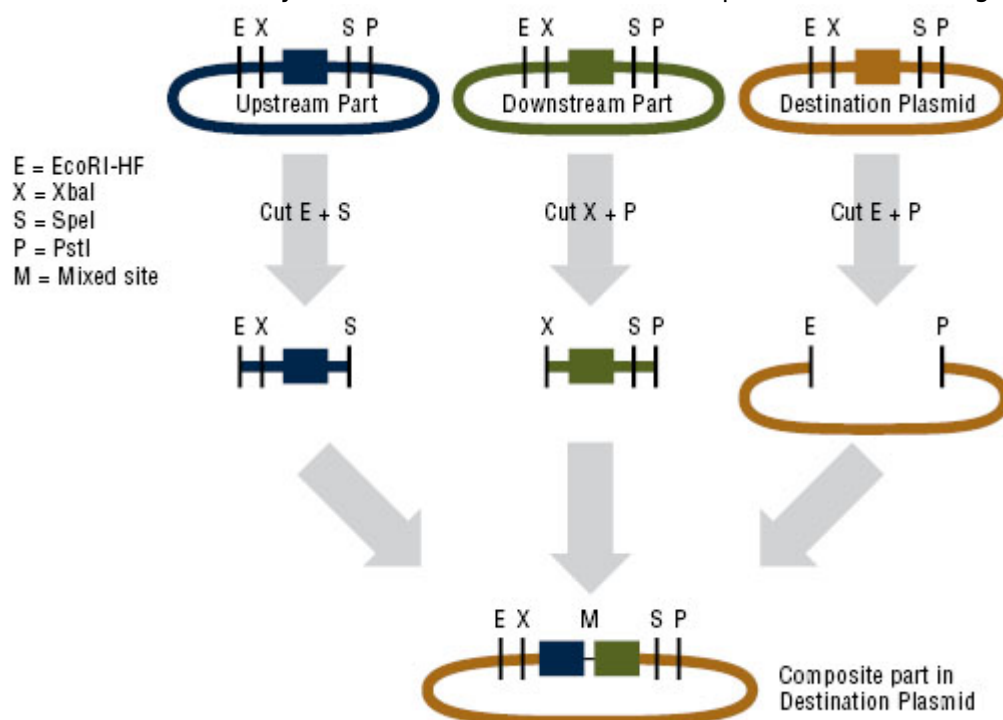 E X S P E X S P E X S P
Upstream Part Downstream Part Destination Plasmid
E = EcoRI-HF
X = XbaI
S = SpeI
P = PstI
M = Mixed site
Cut E + S Cut X + P Cut E + P
E X S X S P E P
E X M S P
Composite part in
Destination Plasmid